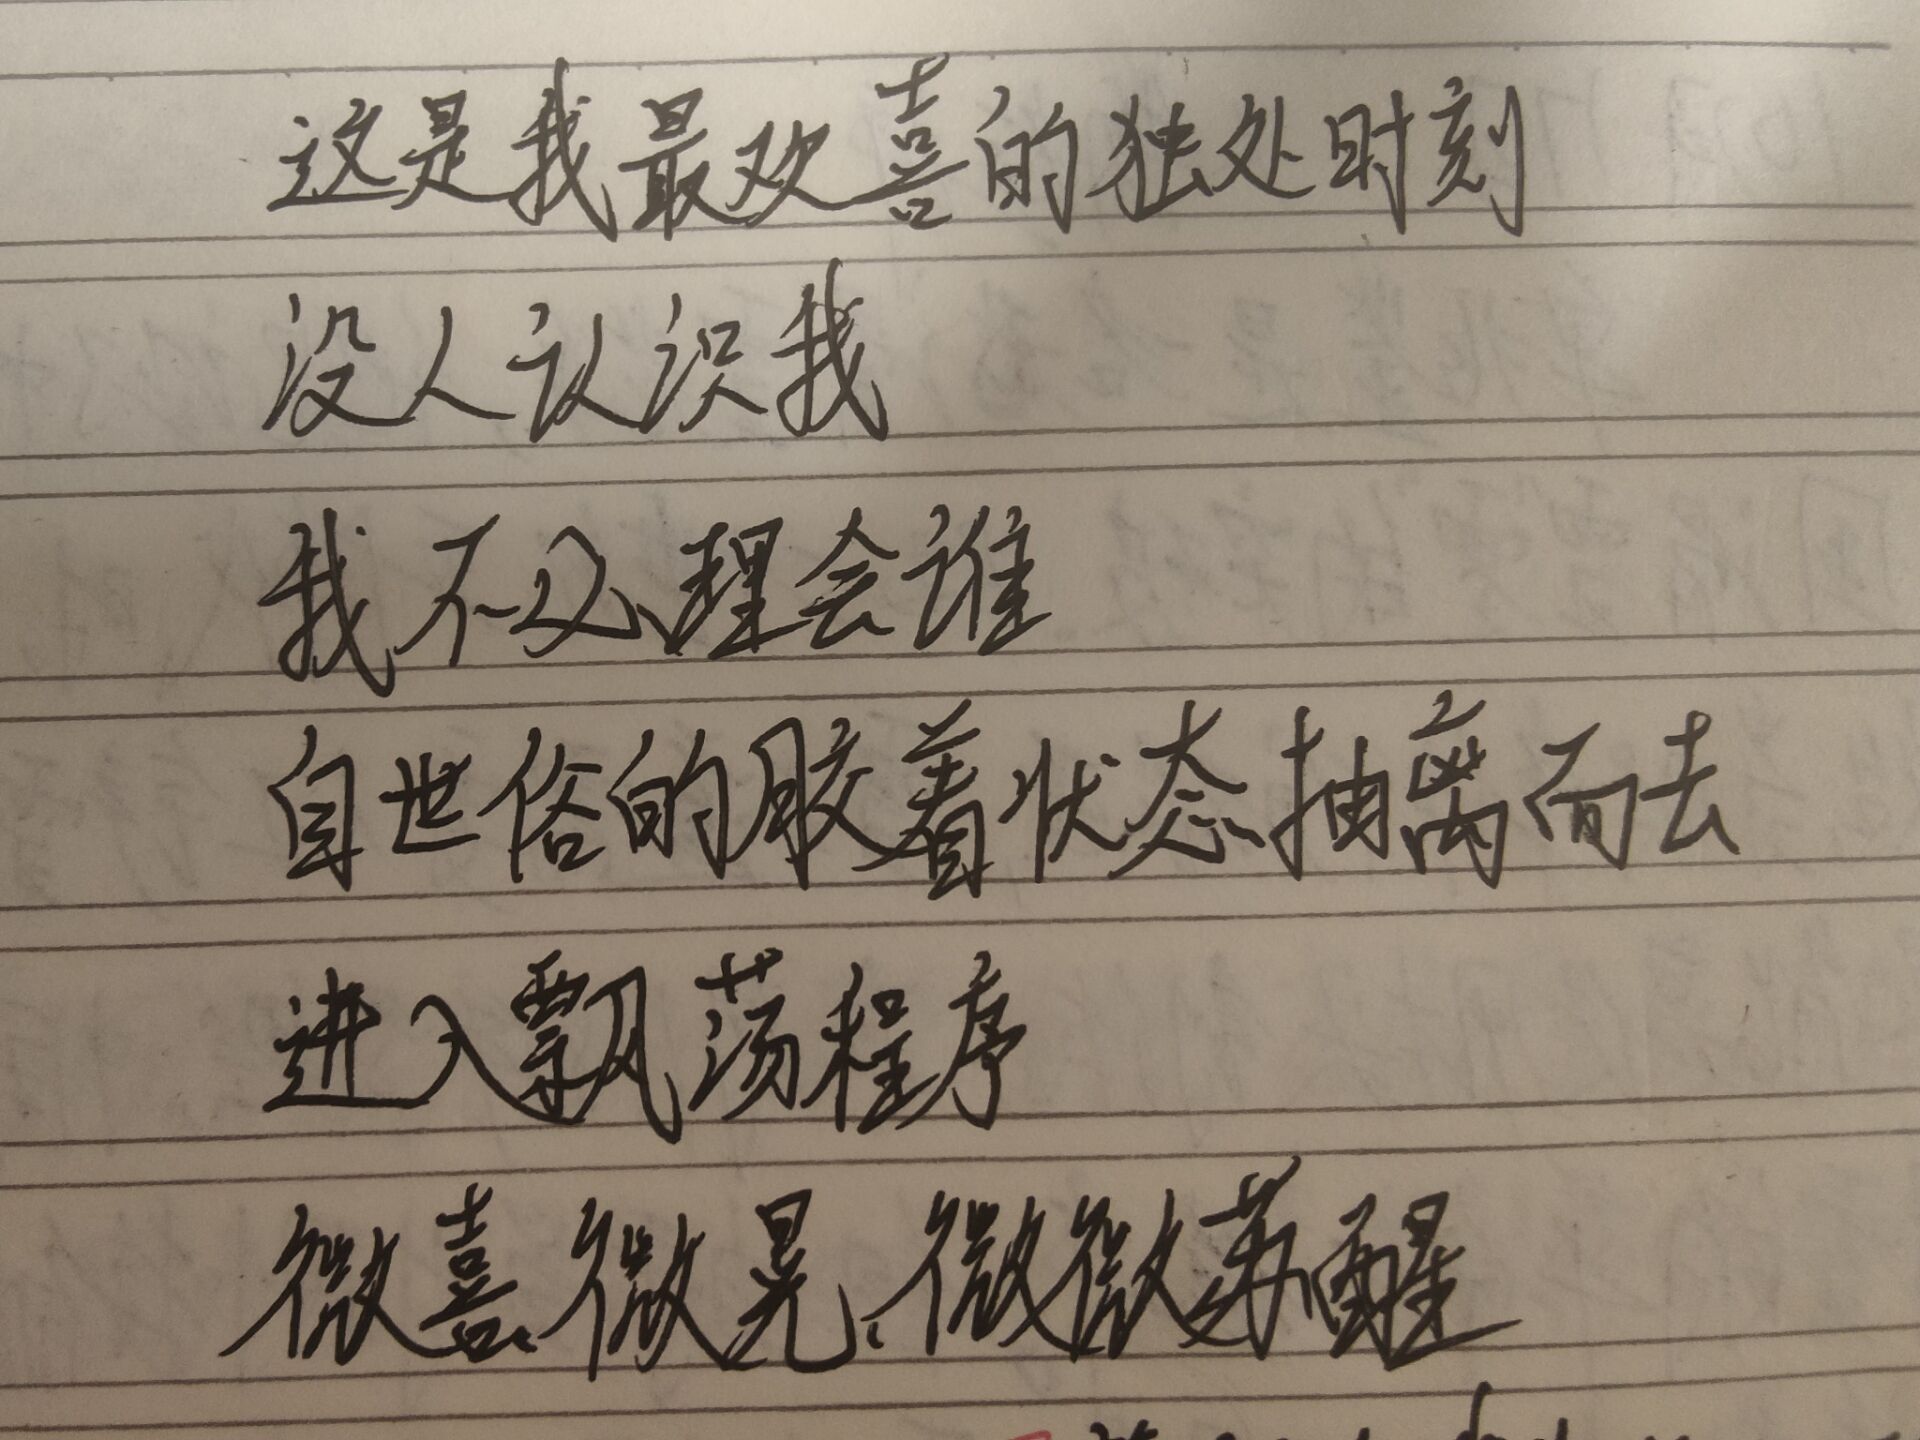 这是我最欢喜的独处时刻
没人认识我
我不必理会谁
自世俗的胶着状态抽离而去
进入飘荡程序
微喜、微晃、微微苏醒